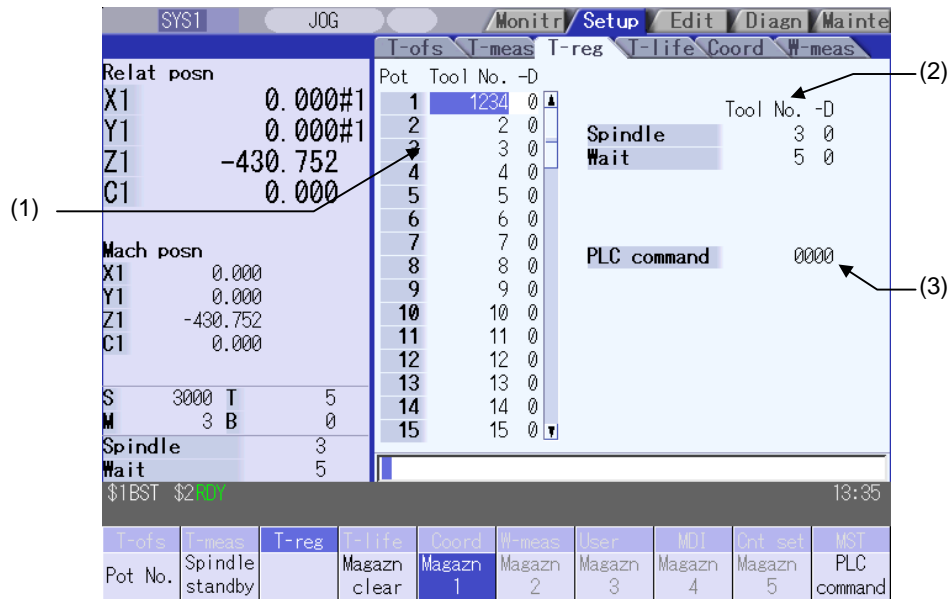 SYS1 JOG Monitr Setup Edit Diagn Mainte
T-ofs T-meas T-reg T-life Coord W-meas
Relat posn
X1 0.000#1
Y1 0.000#1
Z1 -430.752
C1 0.000
Mach posn
X1 0.000
Y1 0.000
Z1 -430.752
C1 0.000
S 3000 T 5
M 3 B 0
Spindle 3
Wait 5
Pot Tool No. -D
1 1234 0
2 2 0
3 3 0
4 4 0
5 5 0
6 6 0
7 7 0
8 8 0
9 9 0
10 10 0
11 11 0
12 12 0
13 13 0
14 14 0
15 15 0
Tool No. -D
Spindle 3 0
Wait 5 0
PLC command 0000
(1)
(2)
(3)
$1BST $2RDY 13:35
T-ofs T-meas T-reg T-life Coord W-meas User MDI Cnt set MST
Pot No. Spindle standby Magazn clear Magazn 1 Magazn 2 Magazn 3 Magazn 4 Magazn 5 PLC command